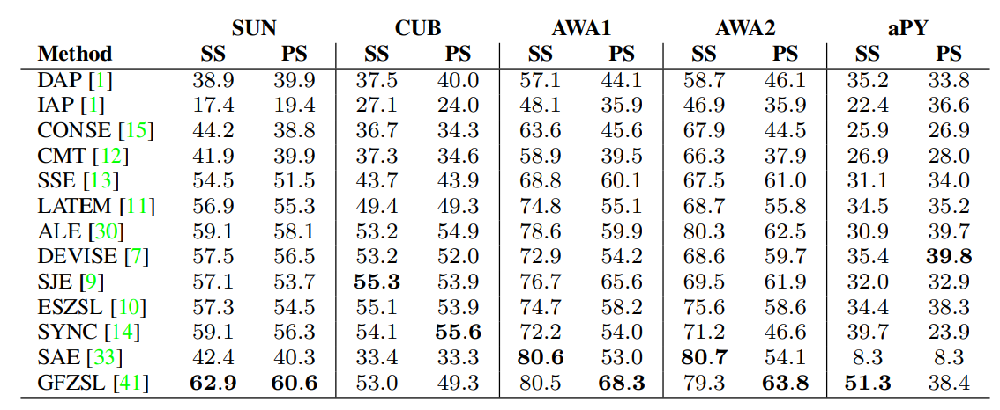 SUN CUB AWA1 AWA2 aPY
Method SS PS SS PS SS PS SS PS SS PS
DAP [1] 38.9 39.9 37.5 40.0 57.1 44.1 58.7 46.1 35.2 33.8
IAP [1] 17.4 19.4 27.1 24.0 48.1 35.9 46.9 35.9 22.4 36.6
CONSE [15] 44.2 38.8 36.7 34.3 63.6 45.6 67.9 44.5 25.9 26.9
CMT [12] 41.9 39.9 37.3 34.6 58.9 39.5 66.3 37.9 26.9 28.0
SSE [13] 54.5 51.5 43.7 43.9 68.8 60.1 67.5 61.0 31.1 34.0
LATEM [11] 56.9 55.3 49.4 49.3 74.8 55.1 68.7 55.8 34.5 35.2
ALE [30] 59.1 58.1 53.2 54.9 78.6 59.9 80.3 62.5 30.9 39.7
DEVISE [7] 57.5 56.5 53.2 52.0 72.9 54.2 68.6 59.7 35.4 39.8
SJE [9] 57.1 53.7 55.3 53.9 76.7 65.6 69.5 61.9 32.0 32.9
ESZSL [10] 57.3 54.5 55.1 53.9 74.7 58.2 75.6 58.6 34.4 38.3
SYNC [14] 59.1 56.3 54.1 55.6 72.2 54.0 71.2 46.6 39.7 23.9
SAE [33] 42.4 40.3 33.4 33.3 80.6 53.0 80.7 54.1 8.3 8.3
GFZSL [41] 62.9 60.6 53.0 49.3 80.5 68.3 79.3 63.8 51.3 38.4